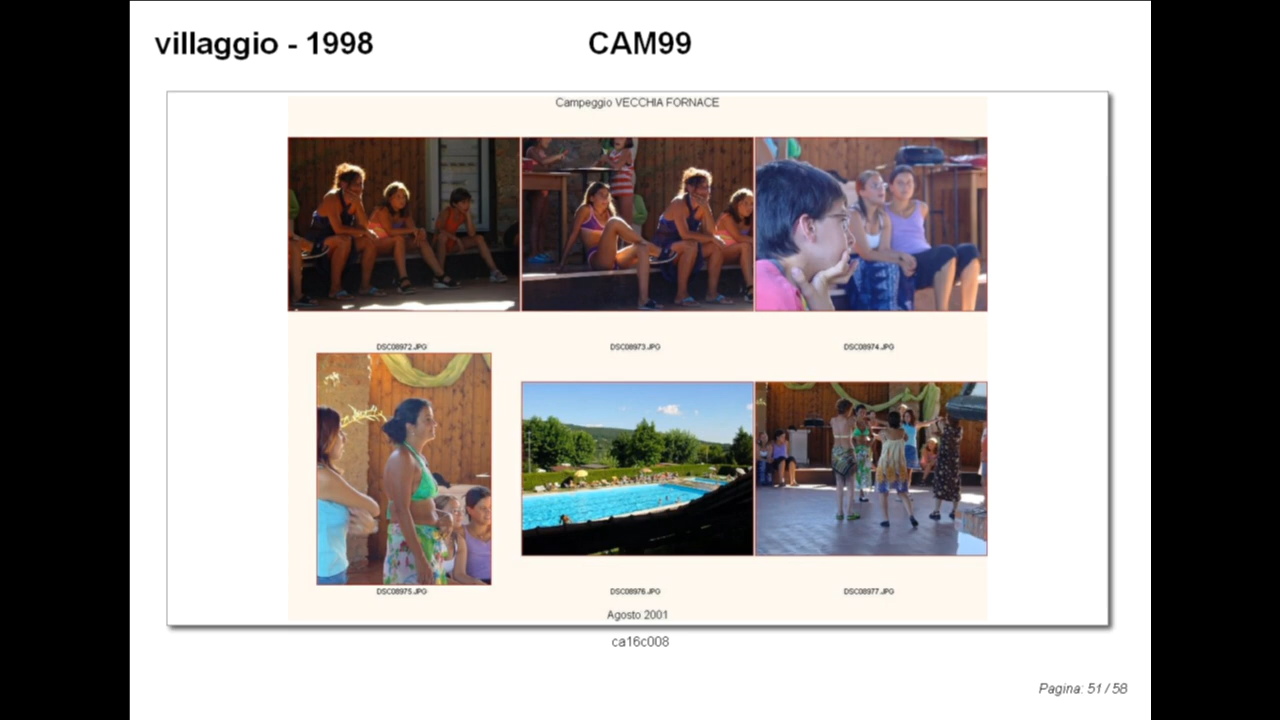 villaggio - 1998
CAM99
Campeggio VECCHIA FORNACE
DSC08972.JPG
DSC08973.JPG
DSC08974.JPG
DSC08975.JPG
DSC08976.JPG
DSC08977.JPG
Agosto 2001
ca16c008
Pagina: 51 / 58